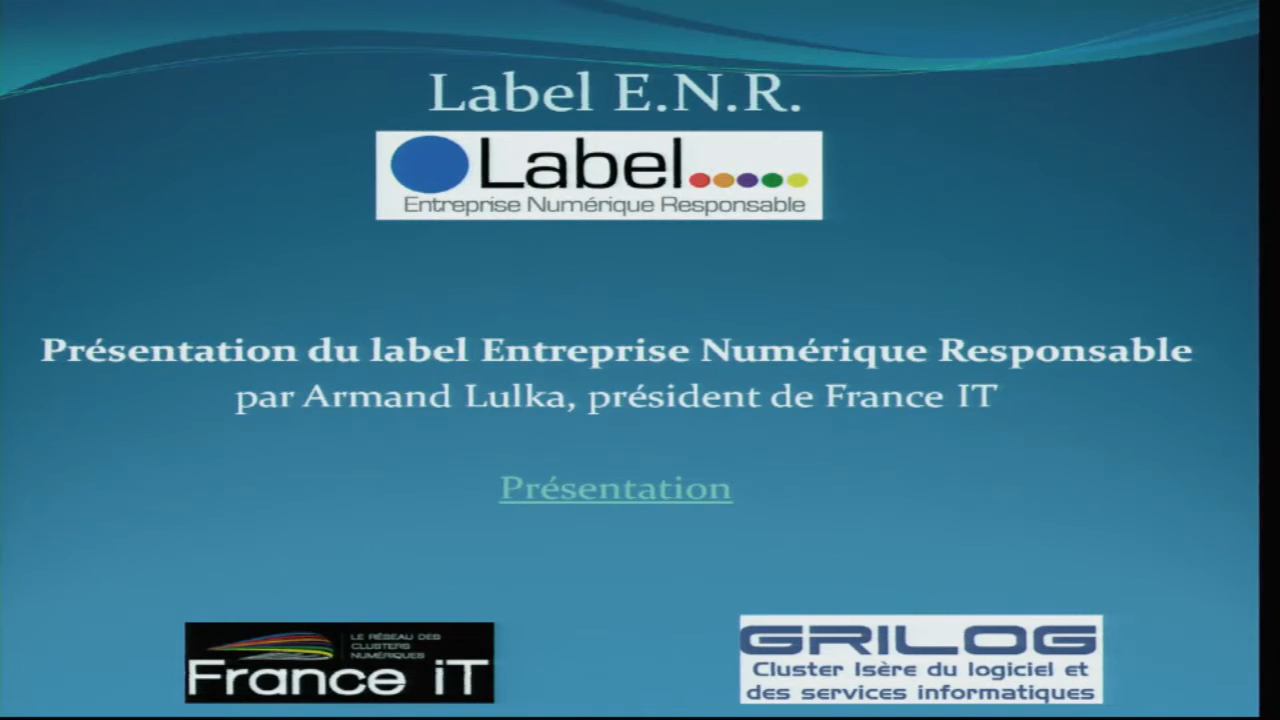 Label E.N.R.
Label
Entreprise Numérique Responsable
Présentation du label Entreprise Numérique Responsable
par Armand Lulka, président de France IT
Présentation
LE RÉSEAU DES
CLUSTERS
NUMÉRIQUES
France iT
GRILOG
Cluster Isère du logiciel et
des services informatiques